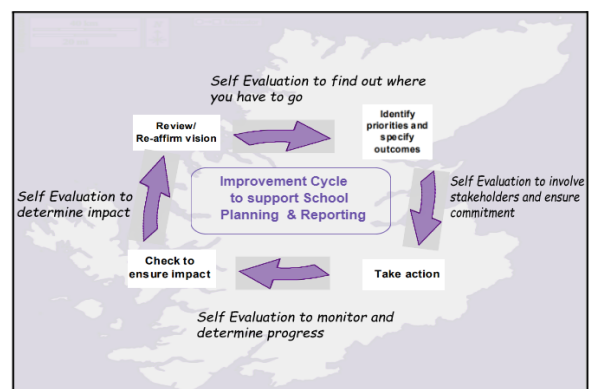 Self Evaluation to find out where
you have to go
Review/
Re-affirm vision
Identify
priorities and
specify
outcomes
Improvement Cycle
to support School
Planning & Reporting
Self Evaluation to
determine impact
Self Evaluation to involve
stakeholders and ensure
commitment
Check to
ensure impact
Take action
Self Evaluation to monitor and
determine progress